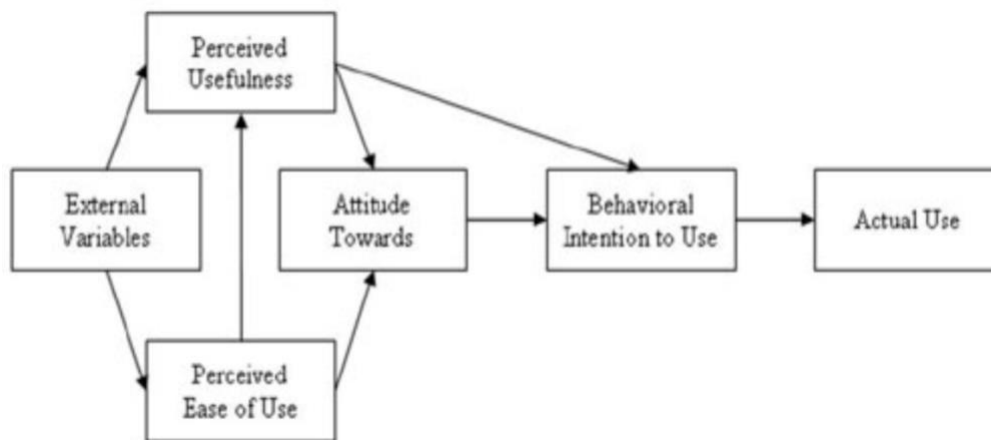 Perceived
Usefulness
External
Variables
Attitude
Towards
Behavioral
Intention to Use
Actual Use
Perceived
Ease of Use